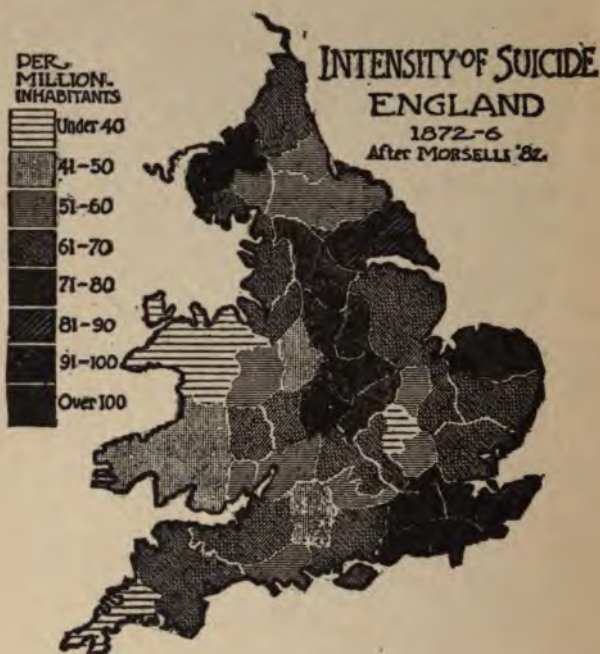 INTENSITY OF SUICIDE
ENGLAND
1872-6
After MORSELLI '82.
PER
MILLION
INHABITANTS
Under 40
41-50
51-60
61-70
71-80
81-90
91-100
Over 100